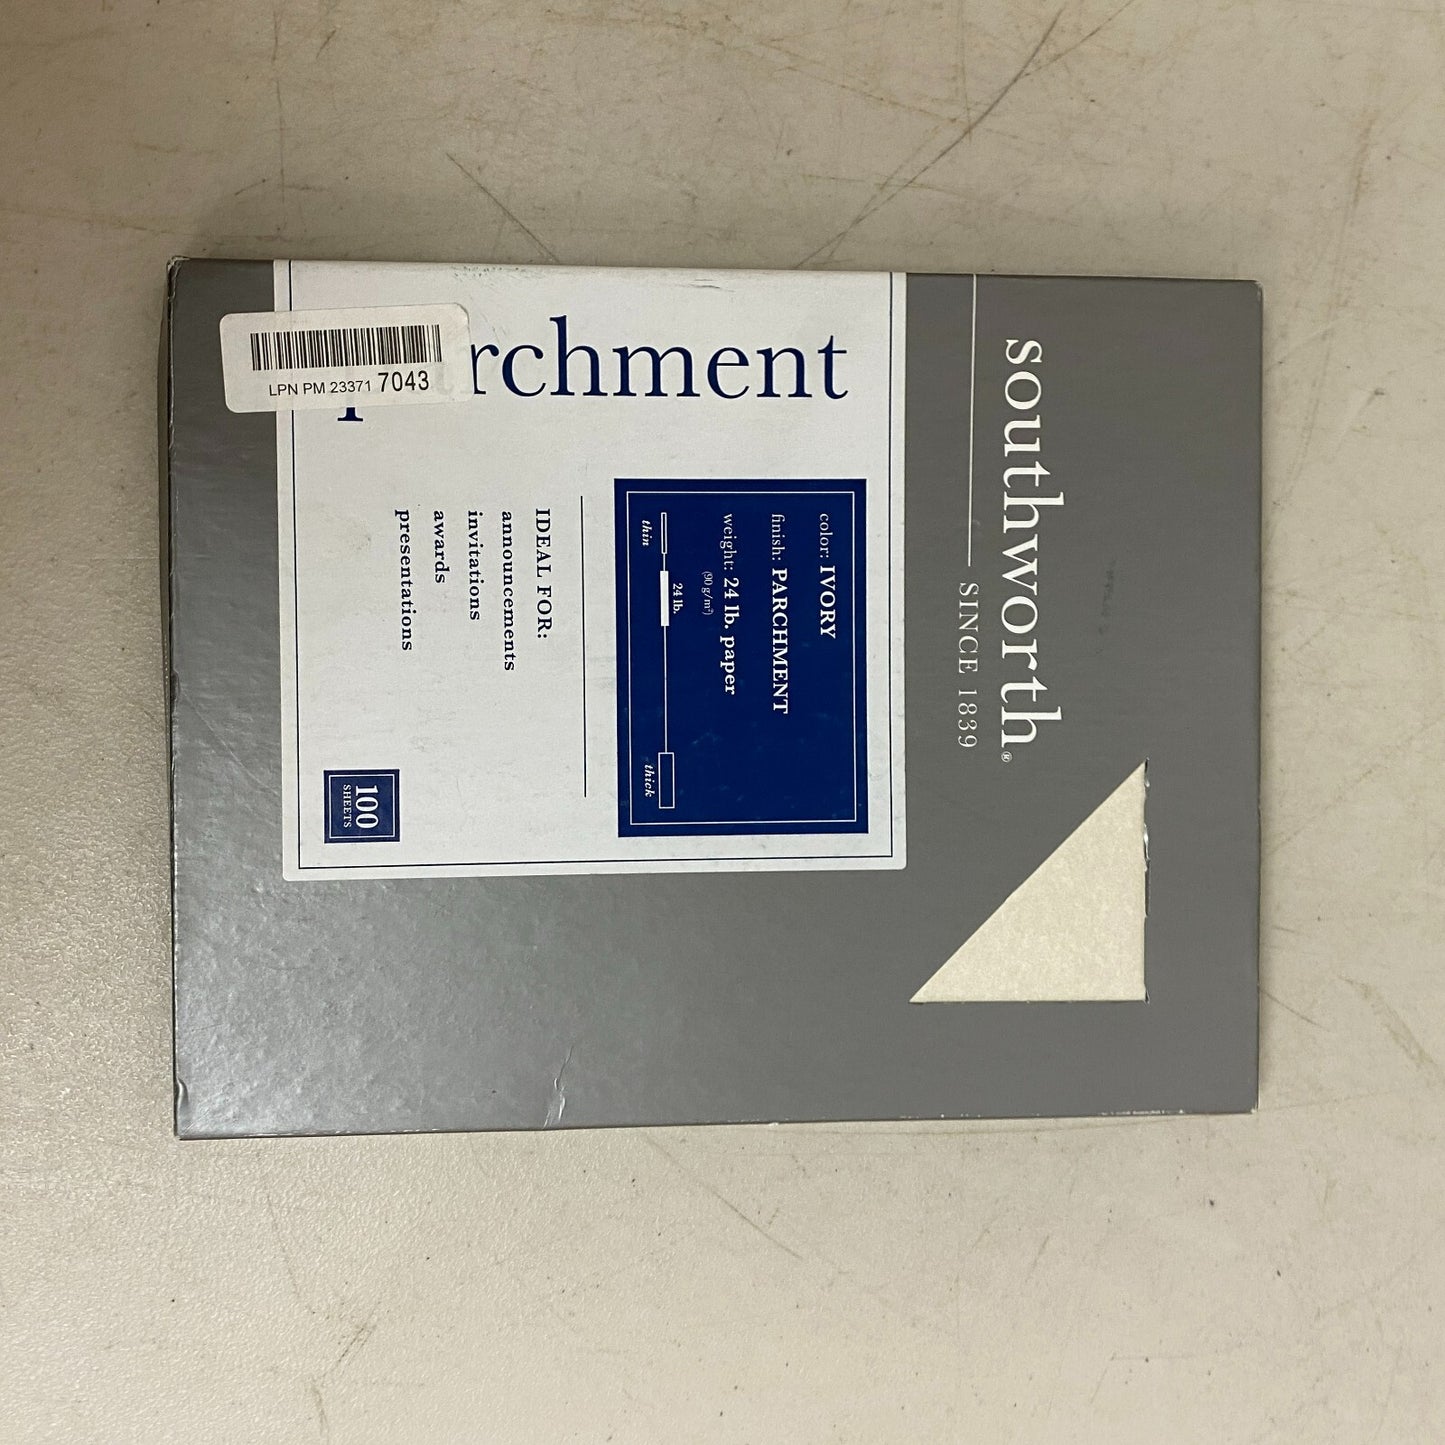 southworth®
SINCE 1839
LPN PM 23371 7043
parchment
color: IVORY
finish: PARCHMENT
weight: 24 lb. paper
(90 g/m²)
24 lb.
thin
thick
IDEAL FOR:
announcements
invitations
awards
presentations
100
SHEETS